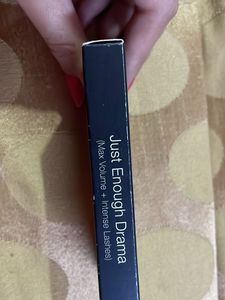 Just Enough Drama
(Max Volume + Intense Lashes)